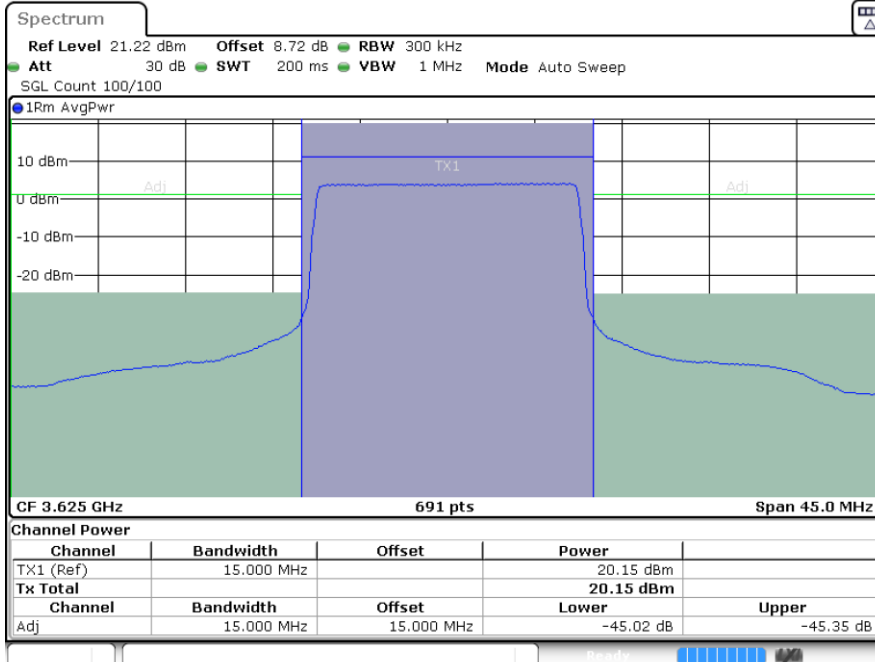 Spectrum
Ref Level 21.22 dBm Offset 8.72 dB RBW 300 kHz
Att 30 dB SWT 200 ms VBW 1 MHz Mode Auto Sweep
SGL Count 100/100
1Rm AvgPwr
10 dBm
TX1
Adj Adj
0 dBm
-10 dBm
-20 dBm
CF 3.625 GHz 691 pts Span 45.0 MHz
Channel Power
Channel Bandwidth Offset Power
TX1 (Ref) 15.000 MHz 20.15 dBm
Tx Total 20.15 dBm
Channel Bandwidth Offset Lower Upper
Adj 15.000 MHz 15.000 MHz -45.02 dB -45.35 dB
Ready